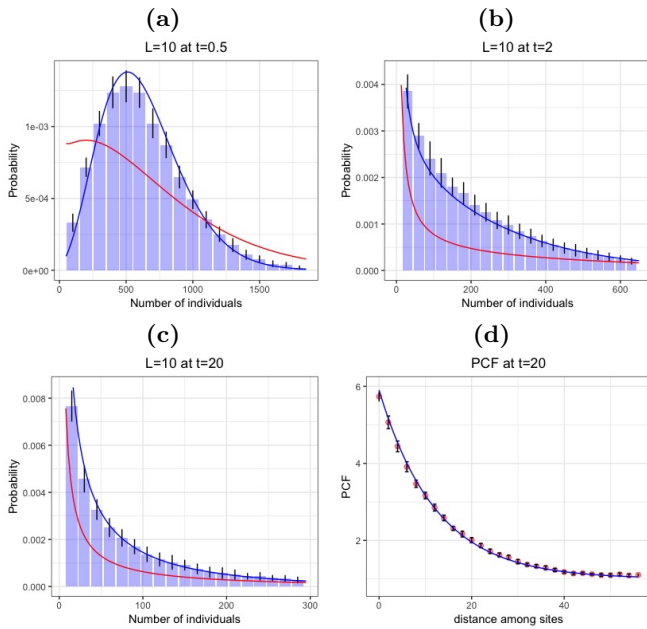 (a)
L=10 at t=0.5
Probability
1e-03
5e-04
0e+00
0
500
1000
1500
Number of individuals
(b)
L=10 at t=2
Probability
0.004
0.003
0.002
0.001
0.000
0
200
400
600
Number of individuals
(c)
L=10 at t=20
Probability
0.008
0.006
0.004
0.002
0.000
0
100
200
300
Number of individuals
(d)
PCF at t=20
PCF
6
4
2
0
20
40
distance among sites